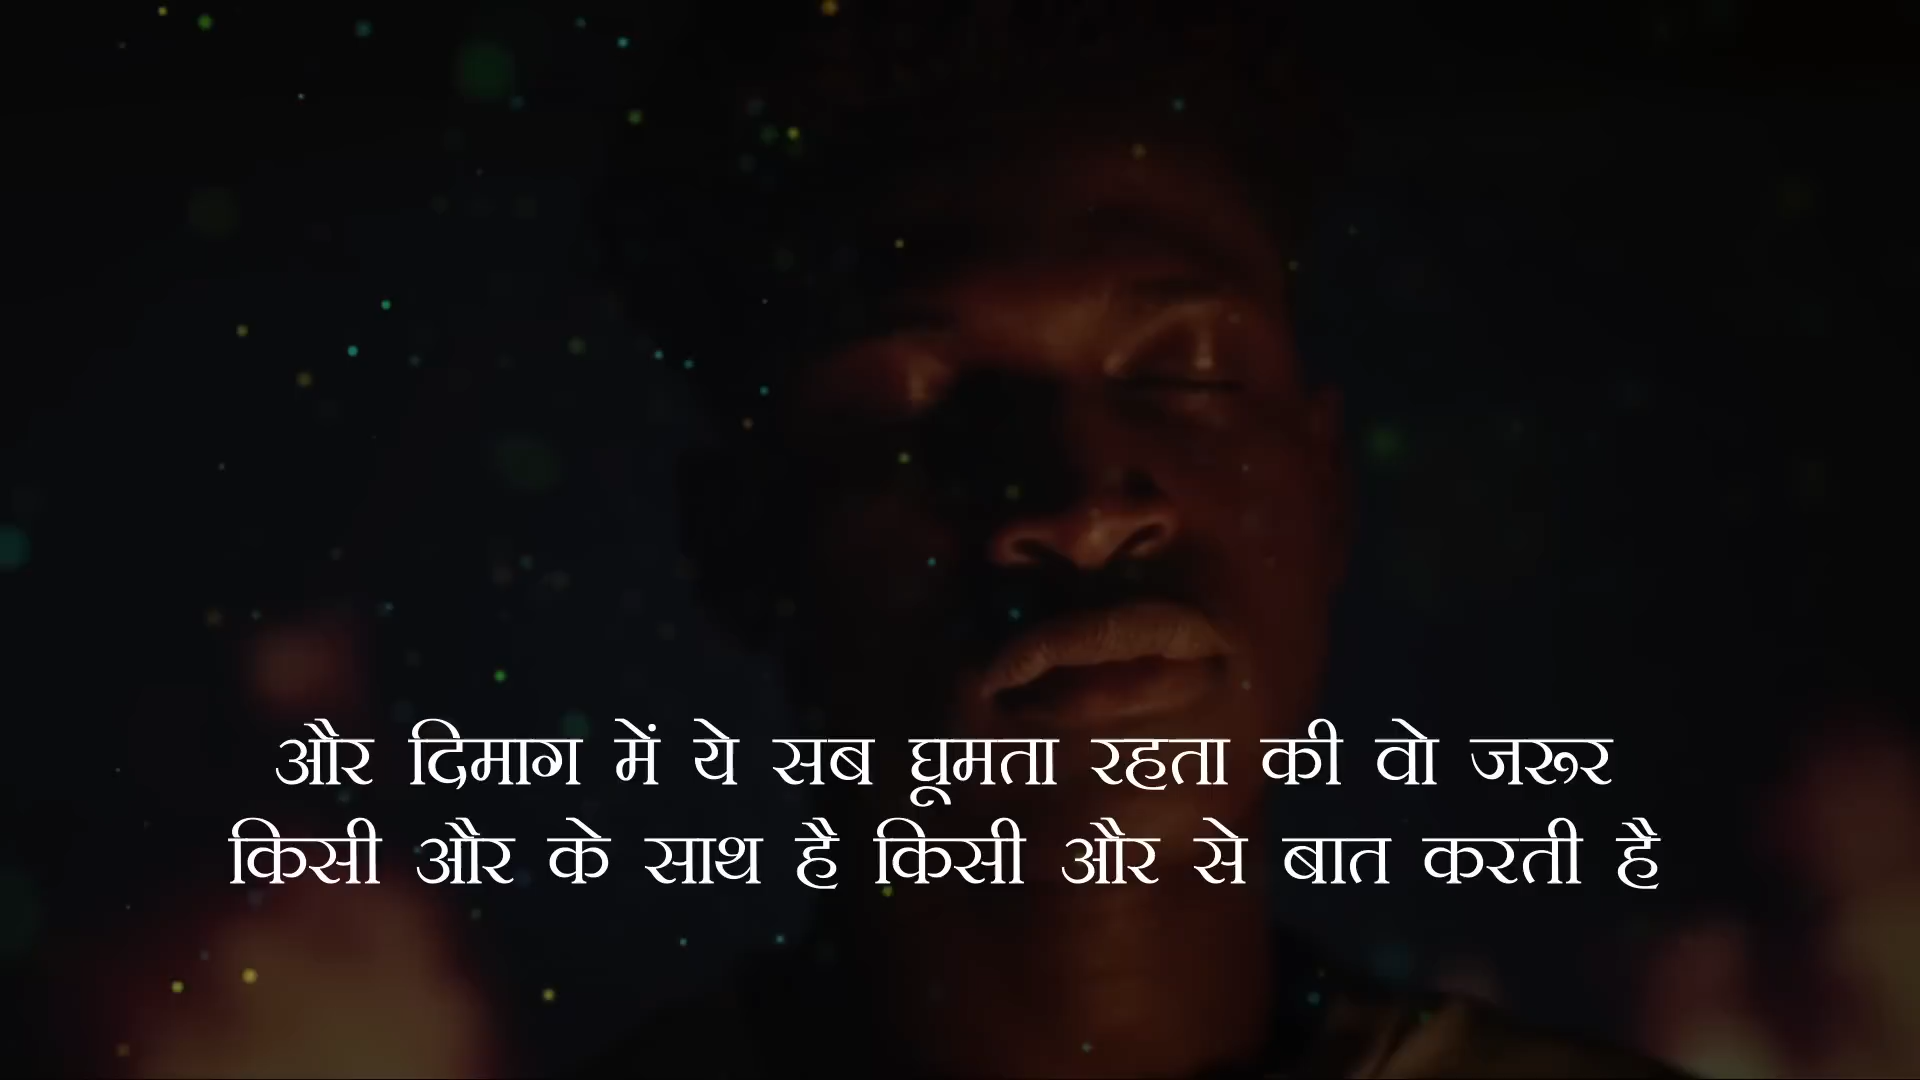 और दिमाग में ये सब घूमता रहता की वो जरूर
किसी और के साथ है किसी और से बात करती है